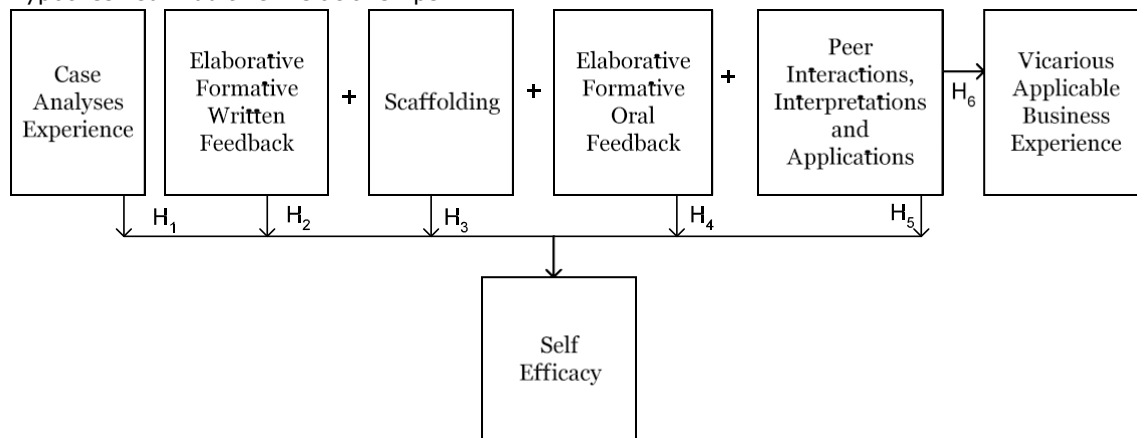 Case
Analyses
Experience
Elaborative
Formative
Written
Feedback
+
Scaffolding
+
Elaborative
Formative
Oral
Feedback
+
Peer
Interactions,
Interpretations
and
Applications
H6
Vicarious
Applicable
Business
Experience
H1
H2
H3
H4
H5
Self
Efficacy